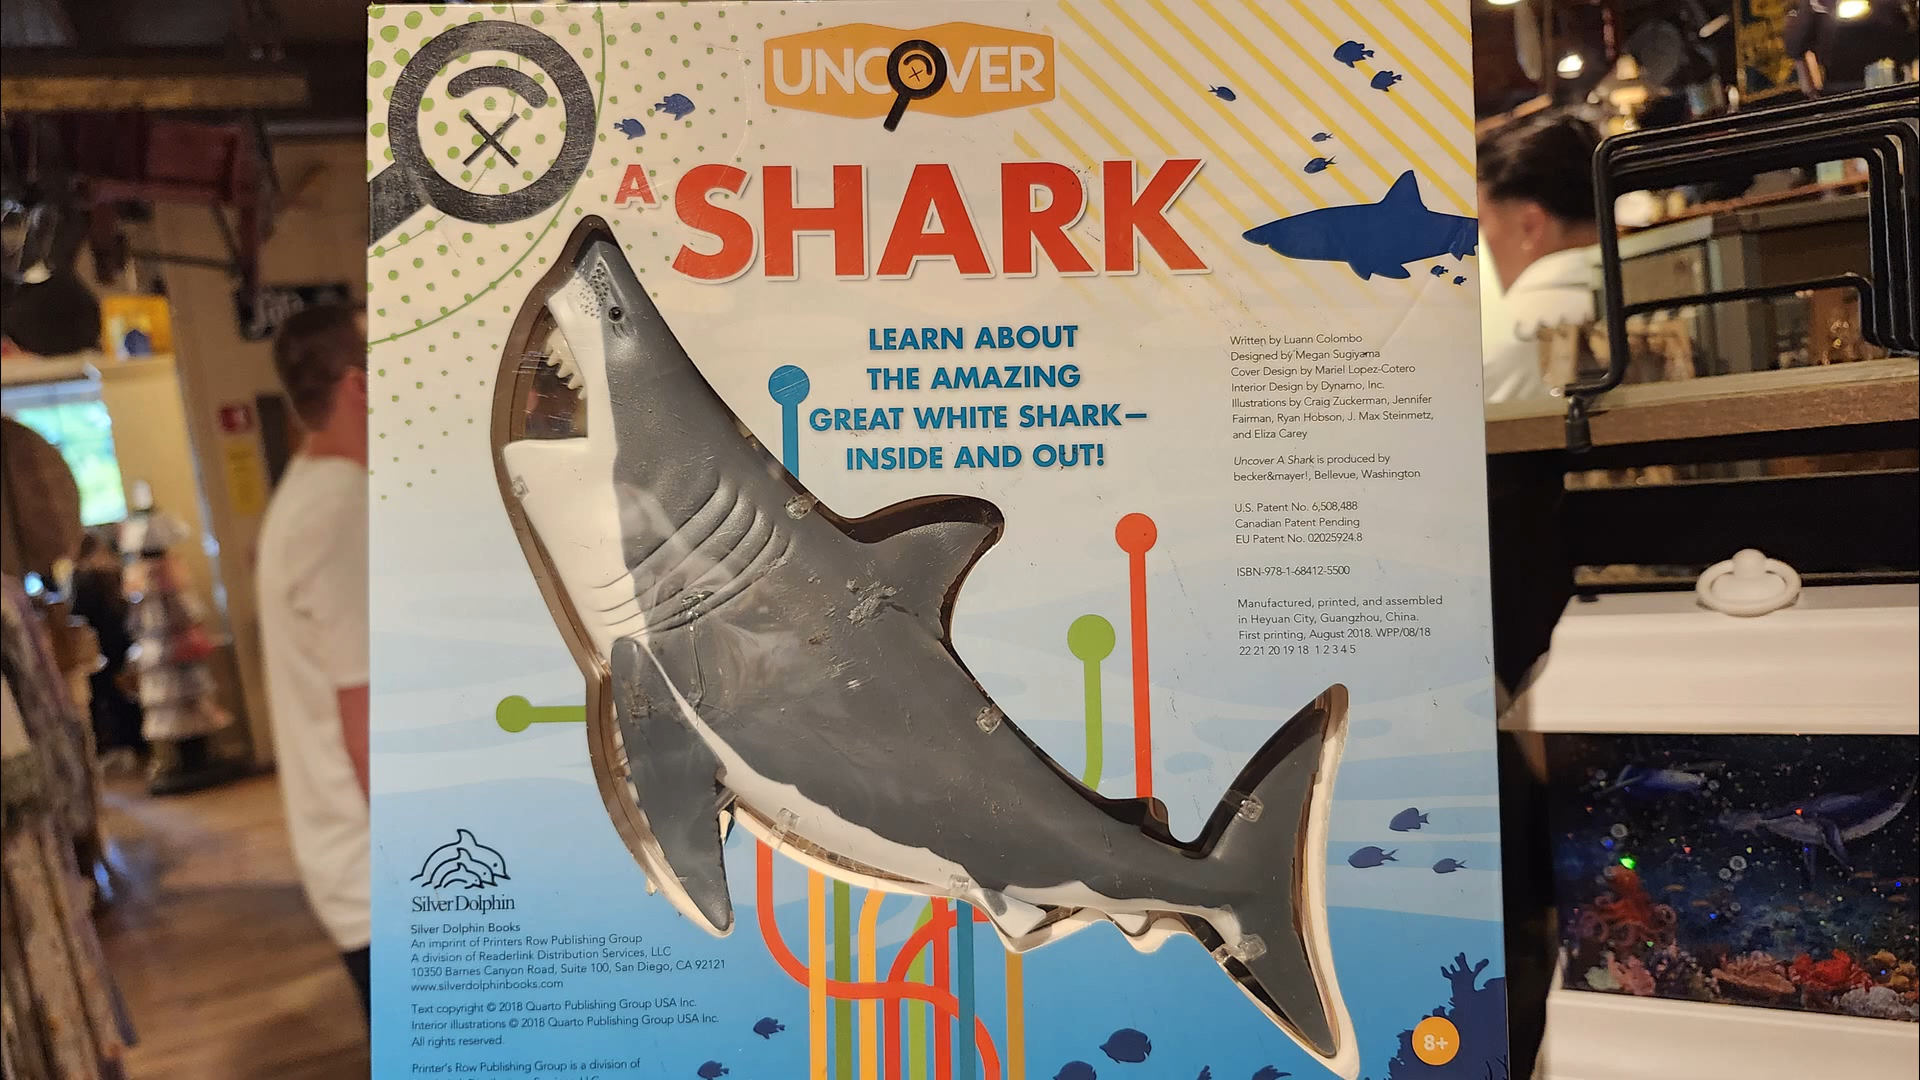 UNCOVER
A SHARK
LEARN ABOUT
THE AMAZING
GREAT WHITE SHARK—
INSIDE AND OUT!
Written by Luann Colombo
Designed by Megan Sugiyama
Cover Design by Mariel Lopez-Cotero
Interior Design by Dynamo, Inc.
Illustrations by Craig Zuckerman, Jennifer
Fairman, Ryan Hobson, J. Max Steinmetz,
and Eliza Carey
Uncover A Shark is produced by
becker&mayer!, Bellevue, Washington
U.S. Patent No. 6,508,488
Canadian Patent Pending
EU Patent No. 02025924.8
ISBN-978-1-68412-5500
Manufactured, printed, and assembled
in Heyuan City, Guangzhou, China.
First printing, August 2018. WPP/08/18
22 21 20 19 18 1 2 3 4 5
Silver Dolphin
Silver Dolphin Books
An imprint of Printers Row Publishing Group
A division of Readerlink Distribution Services, LLC
10350 Barnes Canyon Road, Suite 100, San Diego, CA 92121
www.silverdolphinbooks.com
Text copyright © 2018 Quarto Publishing Group USA Inc.
Interior illustrations © 2018 Quarto Publishing Group USA Inc.
All rights reserved.
Printer's Row Publishing Group is a division of
8+